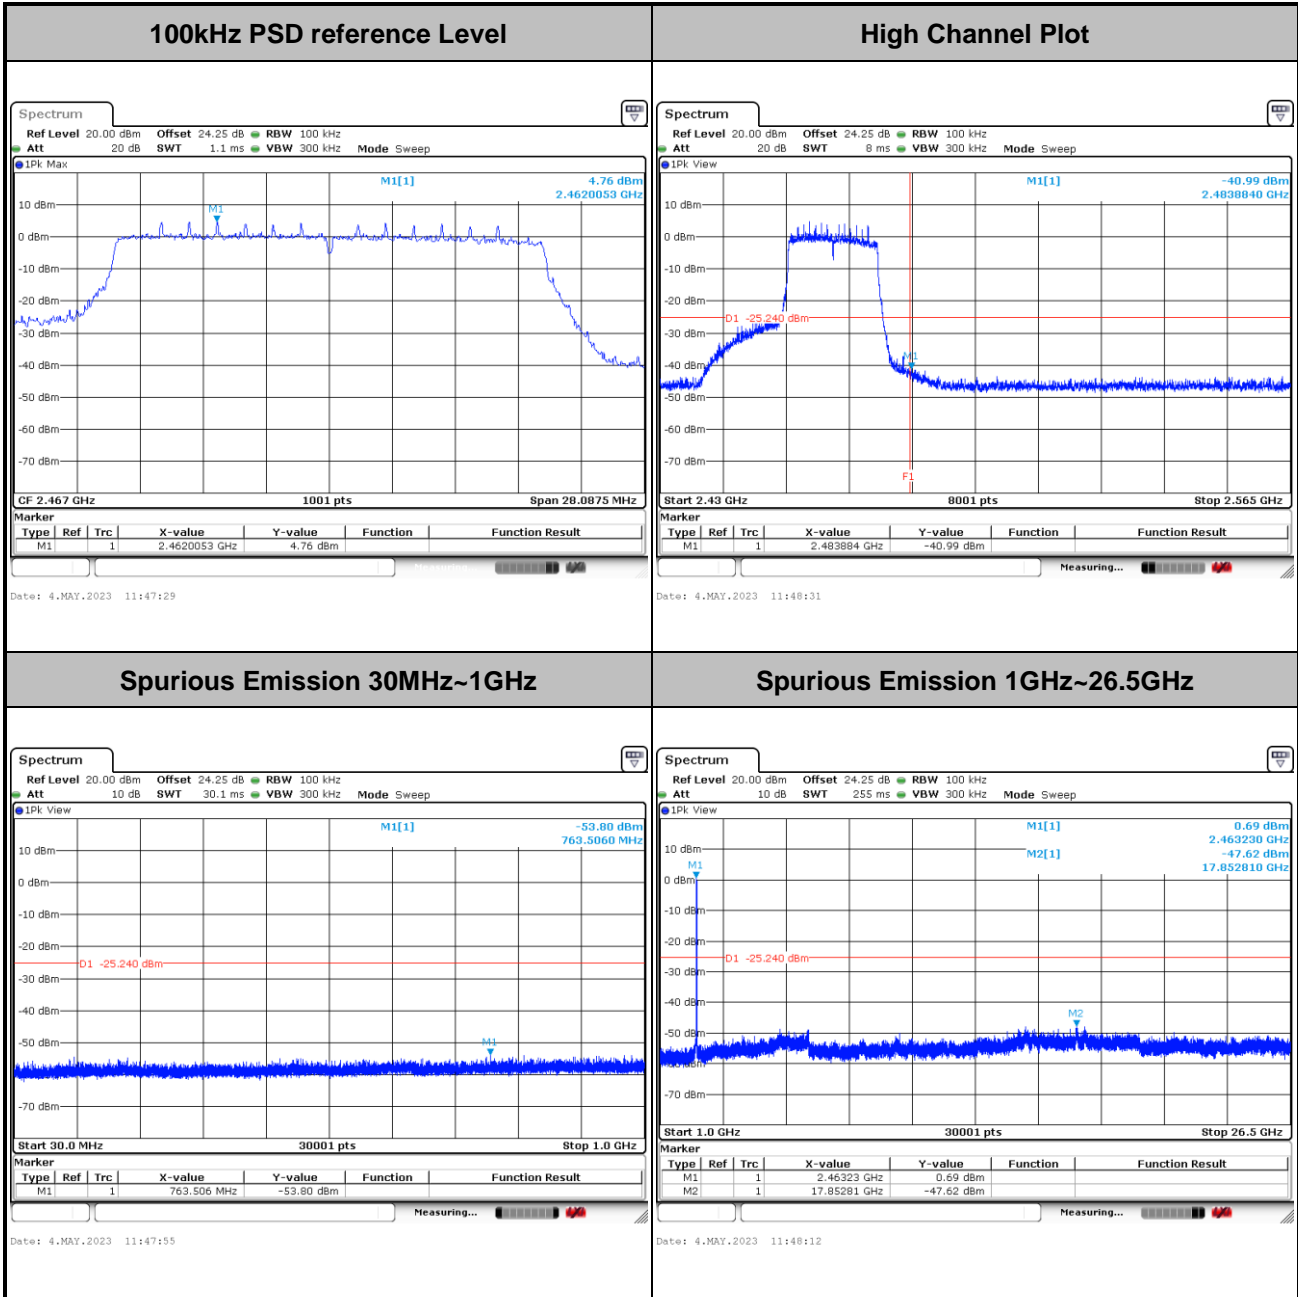 100kHz PSD reference Level
High Channel Plot
Spectrum
Ref Level 20.00 dBm Offset 24.25 dB RBW 100 kHz
Att 20 dB SWT 1.1 ms VBW 300 kHz Mode Sweep
1Pk Max
M1[1] 4.76 dBm
2.4620053 GHz
M1
10 dBm
0 dBm
-10 dBm
-20 dBm
-30 dBm
-40 dBm
-50 dBm
-60 dBm
-70 dBm
CF 2.467 GHz 1001 pts Span 28.0875 MHz
Marker
Type Ref Trc X-value Y-value Function Function Result
M1 1 2.4620053 GHz 4.76 dBm
Measuring...
Date: 4.MAY.2023 11:47:29
Spectrum
Ref Level 20.00 dBm Offset 24.25 dB RBW 100 kHz
Att 20 dB SWT 8 ms VBW 300 kHz Mode Sweep
1Pk View
M1[1] -40.99 dBm
2.4838840 GHz
10 dBm
0 dBm
-10 dBm
-20 dBm
D1 -25.240 dBm
-30 dBm
M1
-40 dBm
-50 dBm
-60 dBm
-70 dBm
F1
Start 2.43 GHz 8001 pts Stop 2.565 GHz
Marker
Type Ref Trc X-value Y-value Function Function Result
M1 1 2.483884 GHz -40.99 dBm
Measuring...
Date: 4.MAY.2023 11:48:31
Spurious Emission 30MHz~1GHz
Spurious Emission 1GHz~26.5GHz
Spectrum
Ref Level 20.00 dBm Offset 24.25 dB RBW 100 kHz
Att 10 dB SWT 30.1 ms VBW 300 kHz Mode Sweep
1Pk View
M1[1] -53.80 dBm
763.5060 MHz
10 dBm
0 dBm
-10 dBm
-20 dBm
D1 -25.240 dBm
-30 dBm
-40 dBm
-50 dBm
M1
-70 dBm
Start 30.0 MHz 30001 pts Stop 1.0 GHz
Marker
Type Ref Trc X-value Y-value Function Function Result
M1 1 763.506 MHz -53.80 dBm
Measuring...
Date: 4.MAY.2023 11:47:55
Spectrum
Ref Level 20.00 dBm Offset 24.25 dB RBW 100 kHz
Att 10 dB SWT 255 ms VBW 300 kHz Mode Sweep
1Pk View
M1[1] 0.69 dBm
2.463230 GHz
M2[1] -47.62 dBm
17.852810 GHz
10 dBm
M1
0 dBm
-10 dBm
-20 dBm
D1 -25.240 dBm
-30 dBm
-40 dBm
M2
-50 dBm
-70 dBm
Start 1.0 GHz 30001 pts Stop 26.5 GHz
Marker
Type Ref Trc X-value Y-value Function Function Result
M1 1 2.46323 GHz 0.69 dBm
M2 1 17.85281 GHz -47.62 dBm
Measuring...
Date: 4.MAY.2023 11:48:12